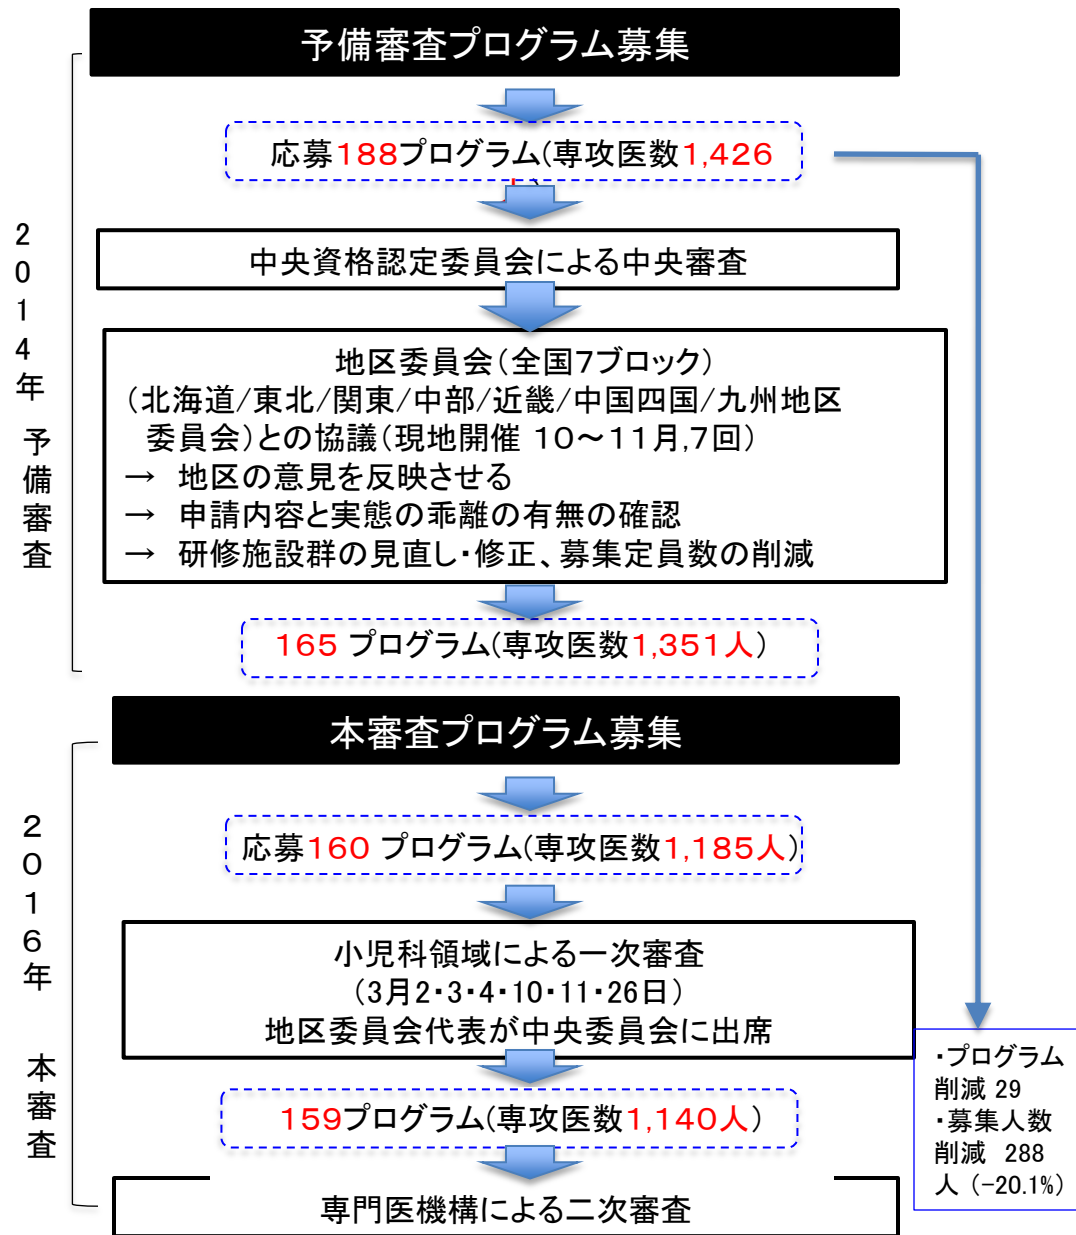 予備審査プログラム募集
応募188プログラム(専攻医数1,426
中央資格認定委員会による中央審査
地区委員会(全国7ブロック)
(北海道/東北/関東/中部/近畿/中国四国/九州地区
委員会)との協議(現地開催 10～11月,7回)
→ 地区の意見を反映させる
→ 申請内容と実態の乖離の有無の確認
→ 研修施設群の見直し・修正、募集定員数の削減
165 プログラム(専攻医数1,351人)
2014年 予備審査
本審査プログラム募集
応募160 プログラム(専攻医数1,185人)
小児科領域による一次審査
(3月2・3・4・10・11・26日)
地区委員会代表が中央委員会に出席
159プログラム(専攻医数1,140人)
専門医機構による二次審査
2016年 本審査
・プログラム
削減 29
・募集人数
削減 288
人 (-20.1%)